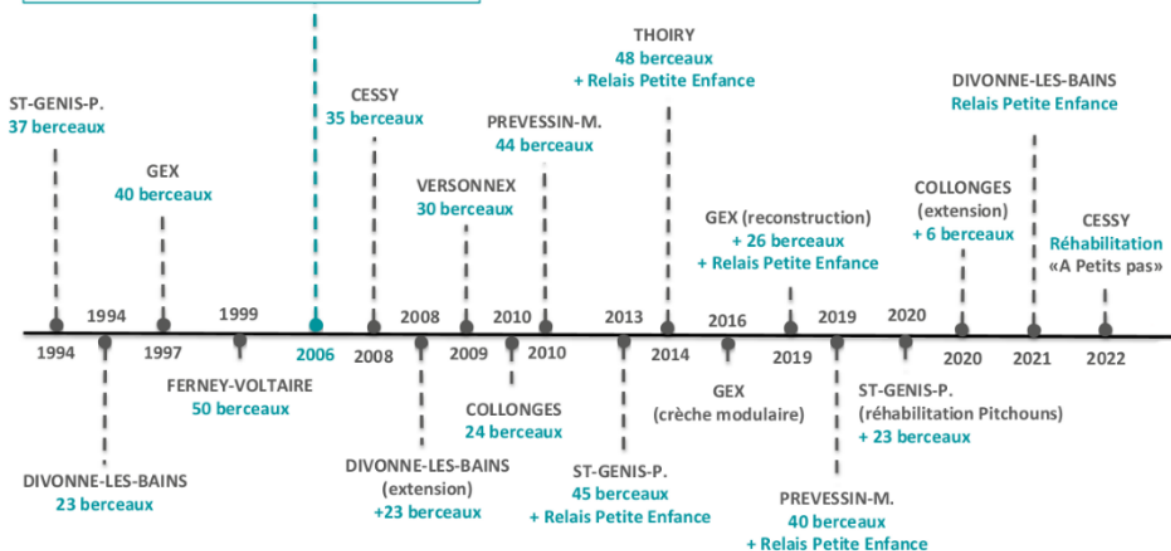 ST-GENIS-P.
37 berceaux
1994
1994
DIVONNE-LES-BAINS
23 berceaux
GEX
40 berceaux
1997
1999
FERNEY-VOLTAIRE
50 berceaux
2006
CESSY
35 berceaux
2008
2008
DIVONNE-LES-BAINS
(extension)
+23 berceaux
VERSONNEX
30 berceaux
2009
2010
COLLONGES
24 berceaux
PREVESSIN-M.
44 berceaux
2010
2013
ST-GENIS-P.
45 berceaux
+ Relais Petite Enfance
THOIRY
48 berceaux
+ Relais Petite Enfance
2014
2016
GEX
(crèche modulaire)
GEX (reconstruction)
+ 26 berceaux
+ Relais Petite Enfance
2019
2019
PREVESSIN-M.
40 berceaux
+ Relais Petite Enfance
2020
ST-GENIS-P.
(réhabilitation Pitchouns)
+ 23 berceaux
COLLONGES
(extension)
+ 6 berceaux
2020
DIVONNE-LES-BAINS
Relais Petite Enfance
2021
CESSY
Réhabilitation
«A Petits pas»
2022